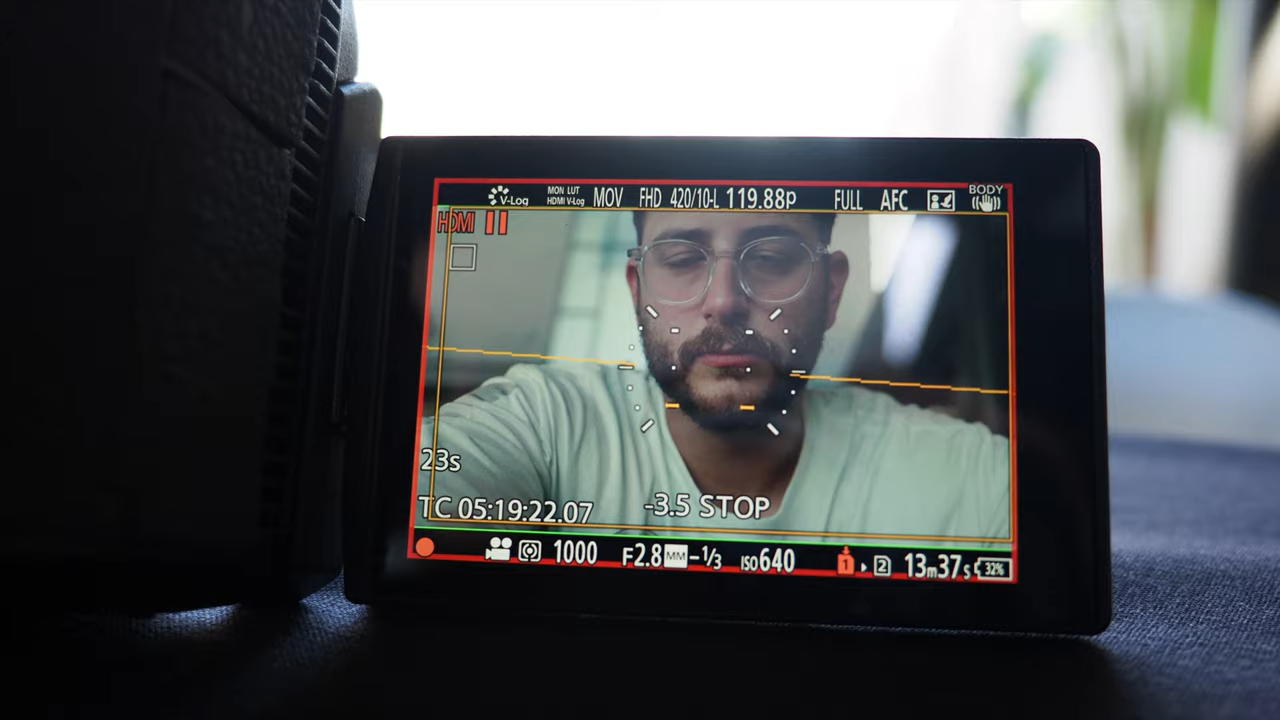 V-Log MON LUT MOV FHD 420/10-L 119.88p FULL AFC BODY
HDMI V-Log
HDMI
23s
TC 05:19:22.07 -3.5 STOP
1000 F2.8 MM -1/3 ISO640 1 2 13m37s 32%